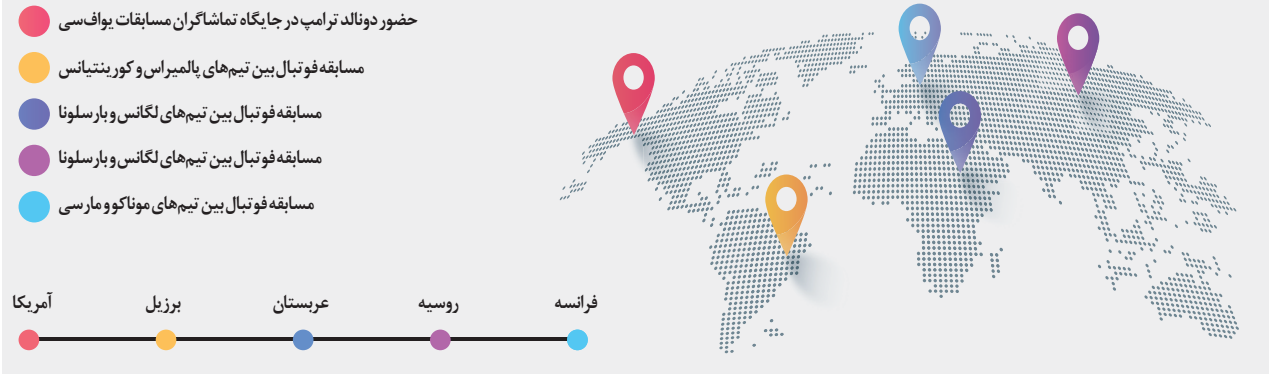 حضور دونالد ترامپ در جایگاه تماشاگران مسابقات یواف‌سی
مسابقه فوتبال بین تیم‌های پالمیراس و کورینتیانس
مسابقه فوتبال بین تیم‌های لگانس و بارسلونا
مسابقه فوتبال بین تیم‌های لگانس و بارسلونا
مسابقه فوتبال بین تیم‌های موناکو و مارسی
فرانسه روسیه عربستان برزیل آمریکا